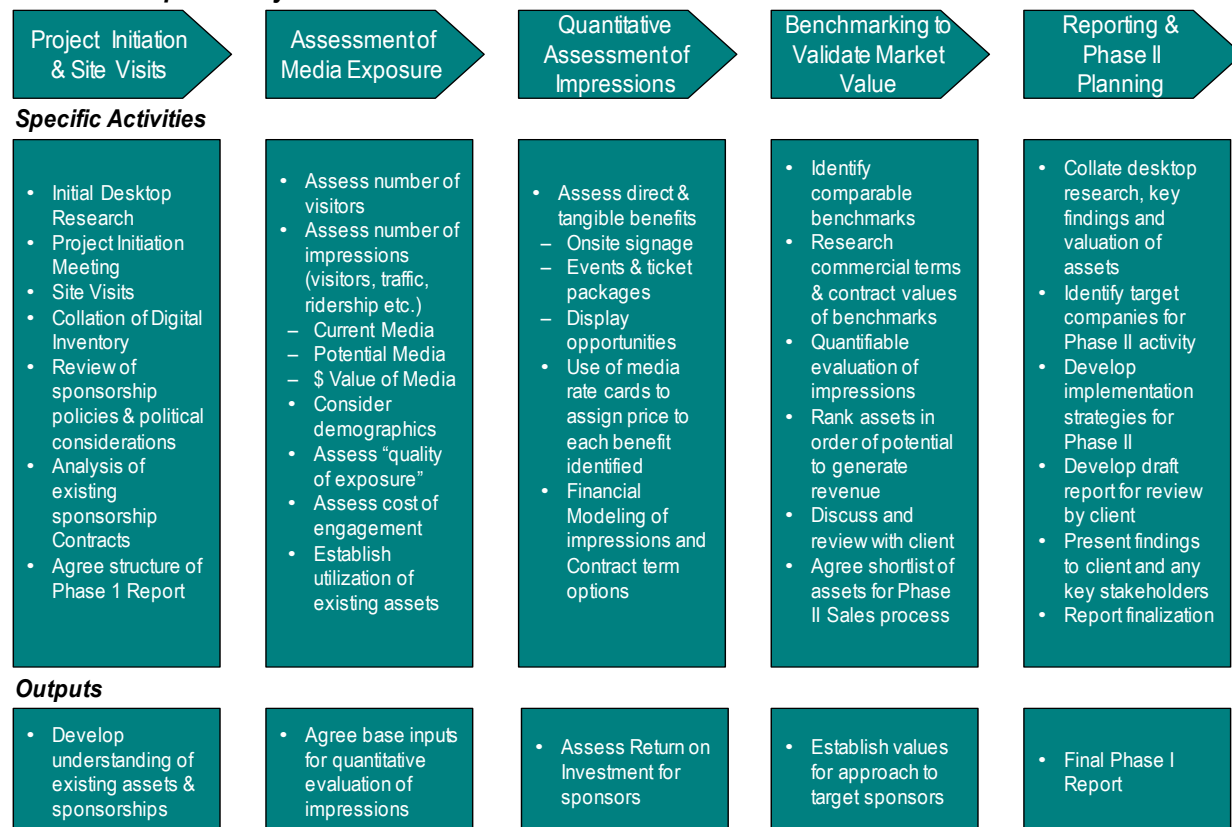 Project Initiation
& Site Visits
Assessment of
Media Exposure
Quantitative
Assessment of
Impressions
Benchmarking to
Validate Market
Value
Reporting &
Phase II
Planning
Specific Activities
• Initial Desktop
Research
• Project Initiation
Meeting
• Site Visits
• Collation of Digital
Inventory
• Review of
sponsorship
policies & political
considerations
• Analysis of
existing
sponsorship
Contracts
• Agree structure of
Phase 1 Report
• Assess number of
visitors
• Assess number of
impressions
(visitors, traffic,
ridership etc.)
– Current Media
– Potential Media
– $ Value of Media
• Consider
demographics
• Assess “quality
of exposure”
• Assess cost of
engagement
• Establish
utilization of
existing assets
• Assess direct &
tangible benefits
– Onsite signage
– Events & ticket
packages
– Display
opportunities
• Use of media
rate cards to
assign price to
each benefit
identified
• Financial
Modeling of
impressions and
Contract term
options
• Identify
comparable
benchmarks
• Research
commercial terms
& contract values
of benchmarks
• Quantifiable
evaluation of
impressions
• Rank assets in
order of potential
to generate
revenue
• Discuss and
review with client
• Agree shortlist of
assets for Phase
II Sales process
• Collate desktop
research, key
findings and
valuation of
assets
• Identify target
companies for
Phase II activity
• Develop
implementation
strategies for
Phase II
• Develop draft
report for review
by client
• Present findings
to client and any
key stakeholders
• Report finalization
Outputs
• Develop
understanding of
existing assets &
sponsorships
• Agree base inputs
for quantitative
evaluation of
impressions
• Assess Return on
Investment for
sponsors
• Establish values
for approach to
target sponsors
• Final Phase I
Report